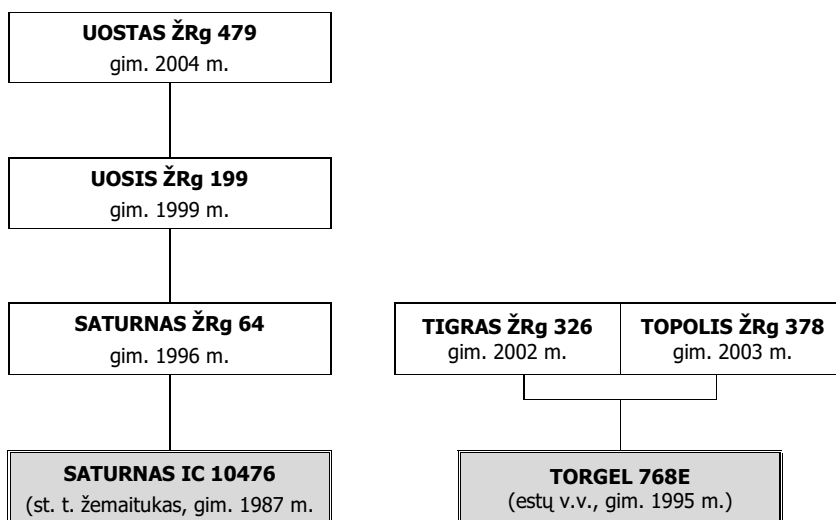 UOSTAS ŽRg 479
gim. 2004 m.
UOSIS ŽRg 199
gim. 1999 m.
SATURNAS ŽRg 64
gim. 1996 m.
TIGRAS ŽRg 326
gim. 2002 m.
TOPOLIS ŽRg 378
gim. 2003 m.
SATURNAS IC 10476
(st. t. žemaitukas, gim. 1987 m.
TORGEL 768E
(estų v.v., gim. 1995 m.)